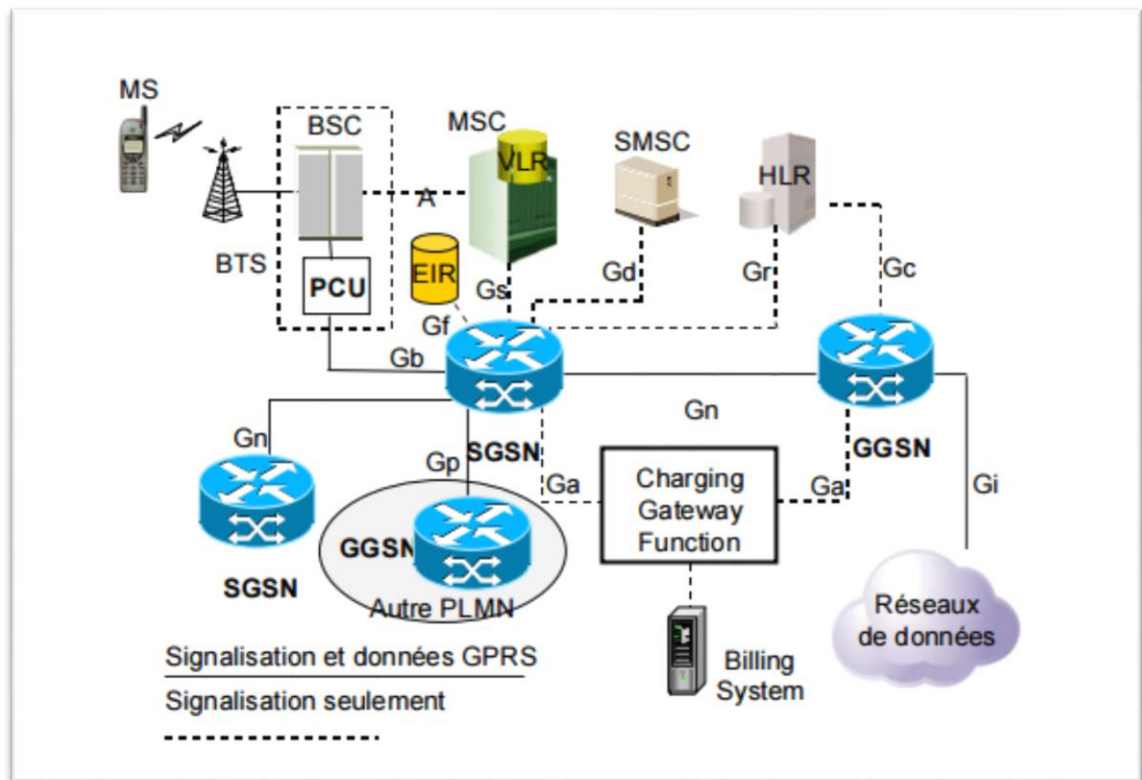 MS
BSC
MSC
VLR
SMSC
HLR
A
BTS
EIR
PCU
Gs
Gd
Gr
Gc
Gf
Gb
Gn
Gn
SGSN
GGSN
Gp
Ga
Charging
Gateway
Function
Ga
Gi
GGSN
SGSN
Autre PLMN
Réseaux
de données
Signalisation et données GPRS
Billing
System
Signalisation seulement